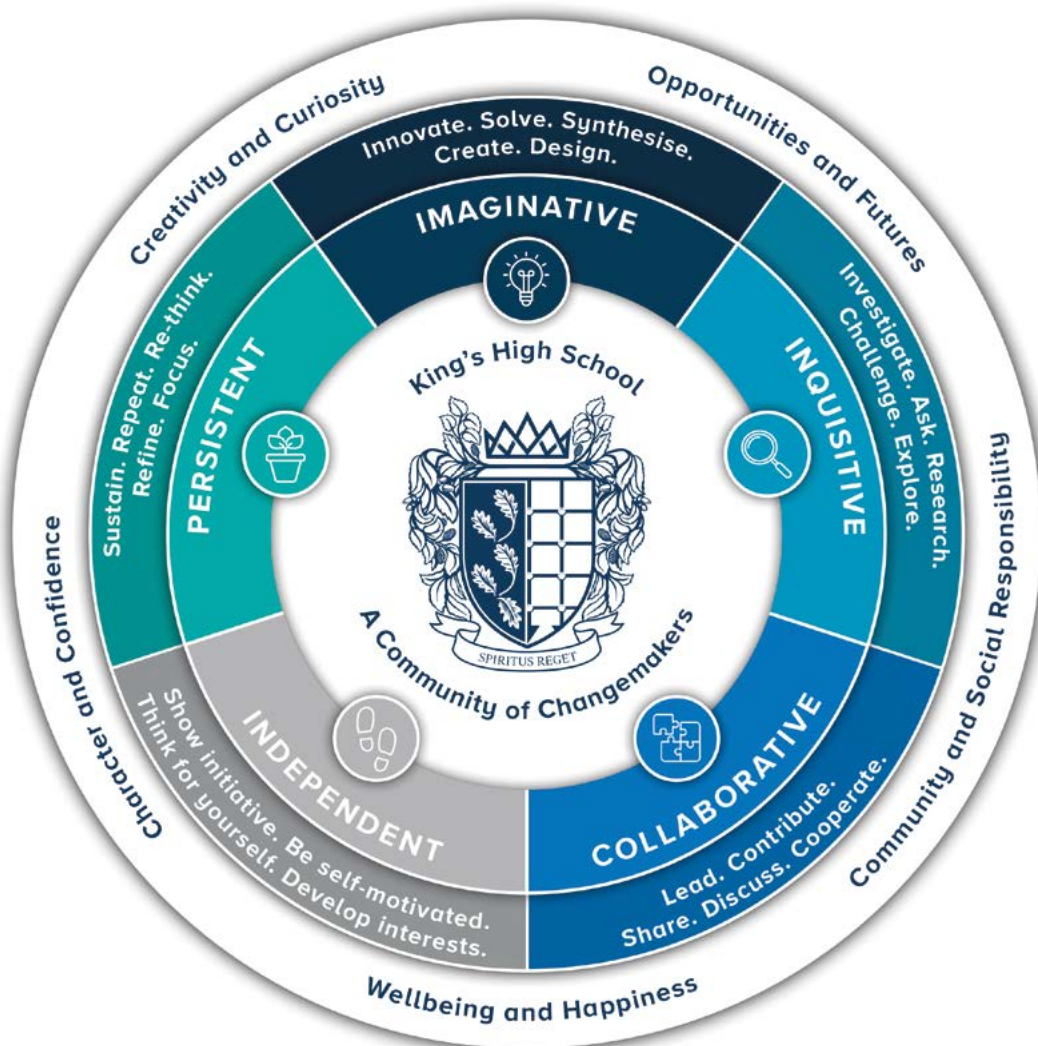 Creativity and Curiosity
Opportunities and Futures
Community and Social Responsibility
Wellbeing and Happiness
Character and Confidence
Innovate. Solve. Synthesise.
Create. Design.
IMAGINATIVE
Investigate. Ask. Research.
Challenge. Explore.
INQUISITIVE
COLLABORATIVE
Lead. Contribute.
Share. Discuss. Cooperate.
INDEPENDENT
Show initiative. Be self-motivated.
Think for yourself. Develop interests.
Sustain. Repeat. Re-think.
Refine. Focus.
PERSISTENT
King's High School
SPIRITUS REGET
A Community of Changemakers